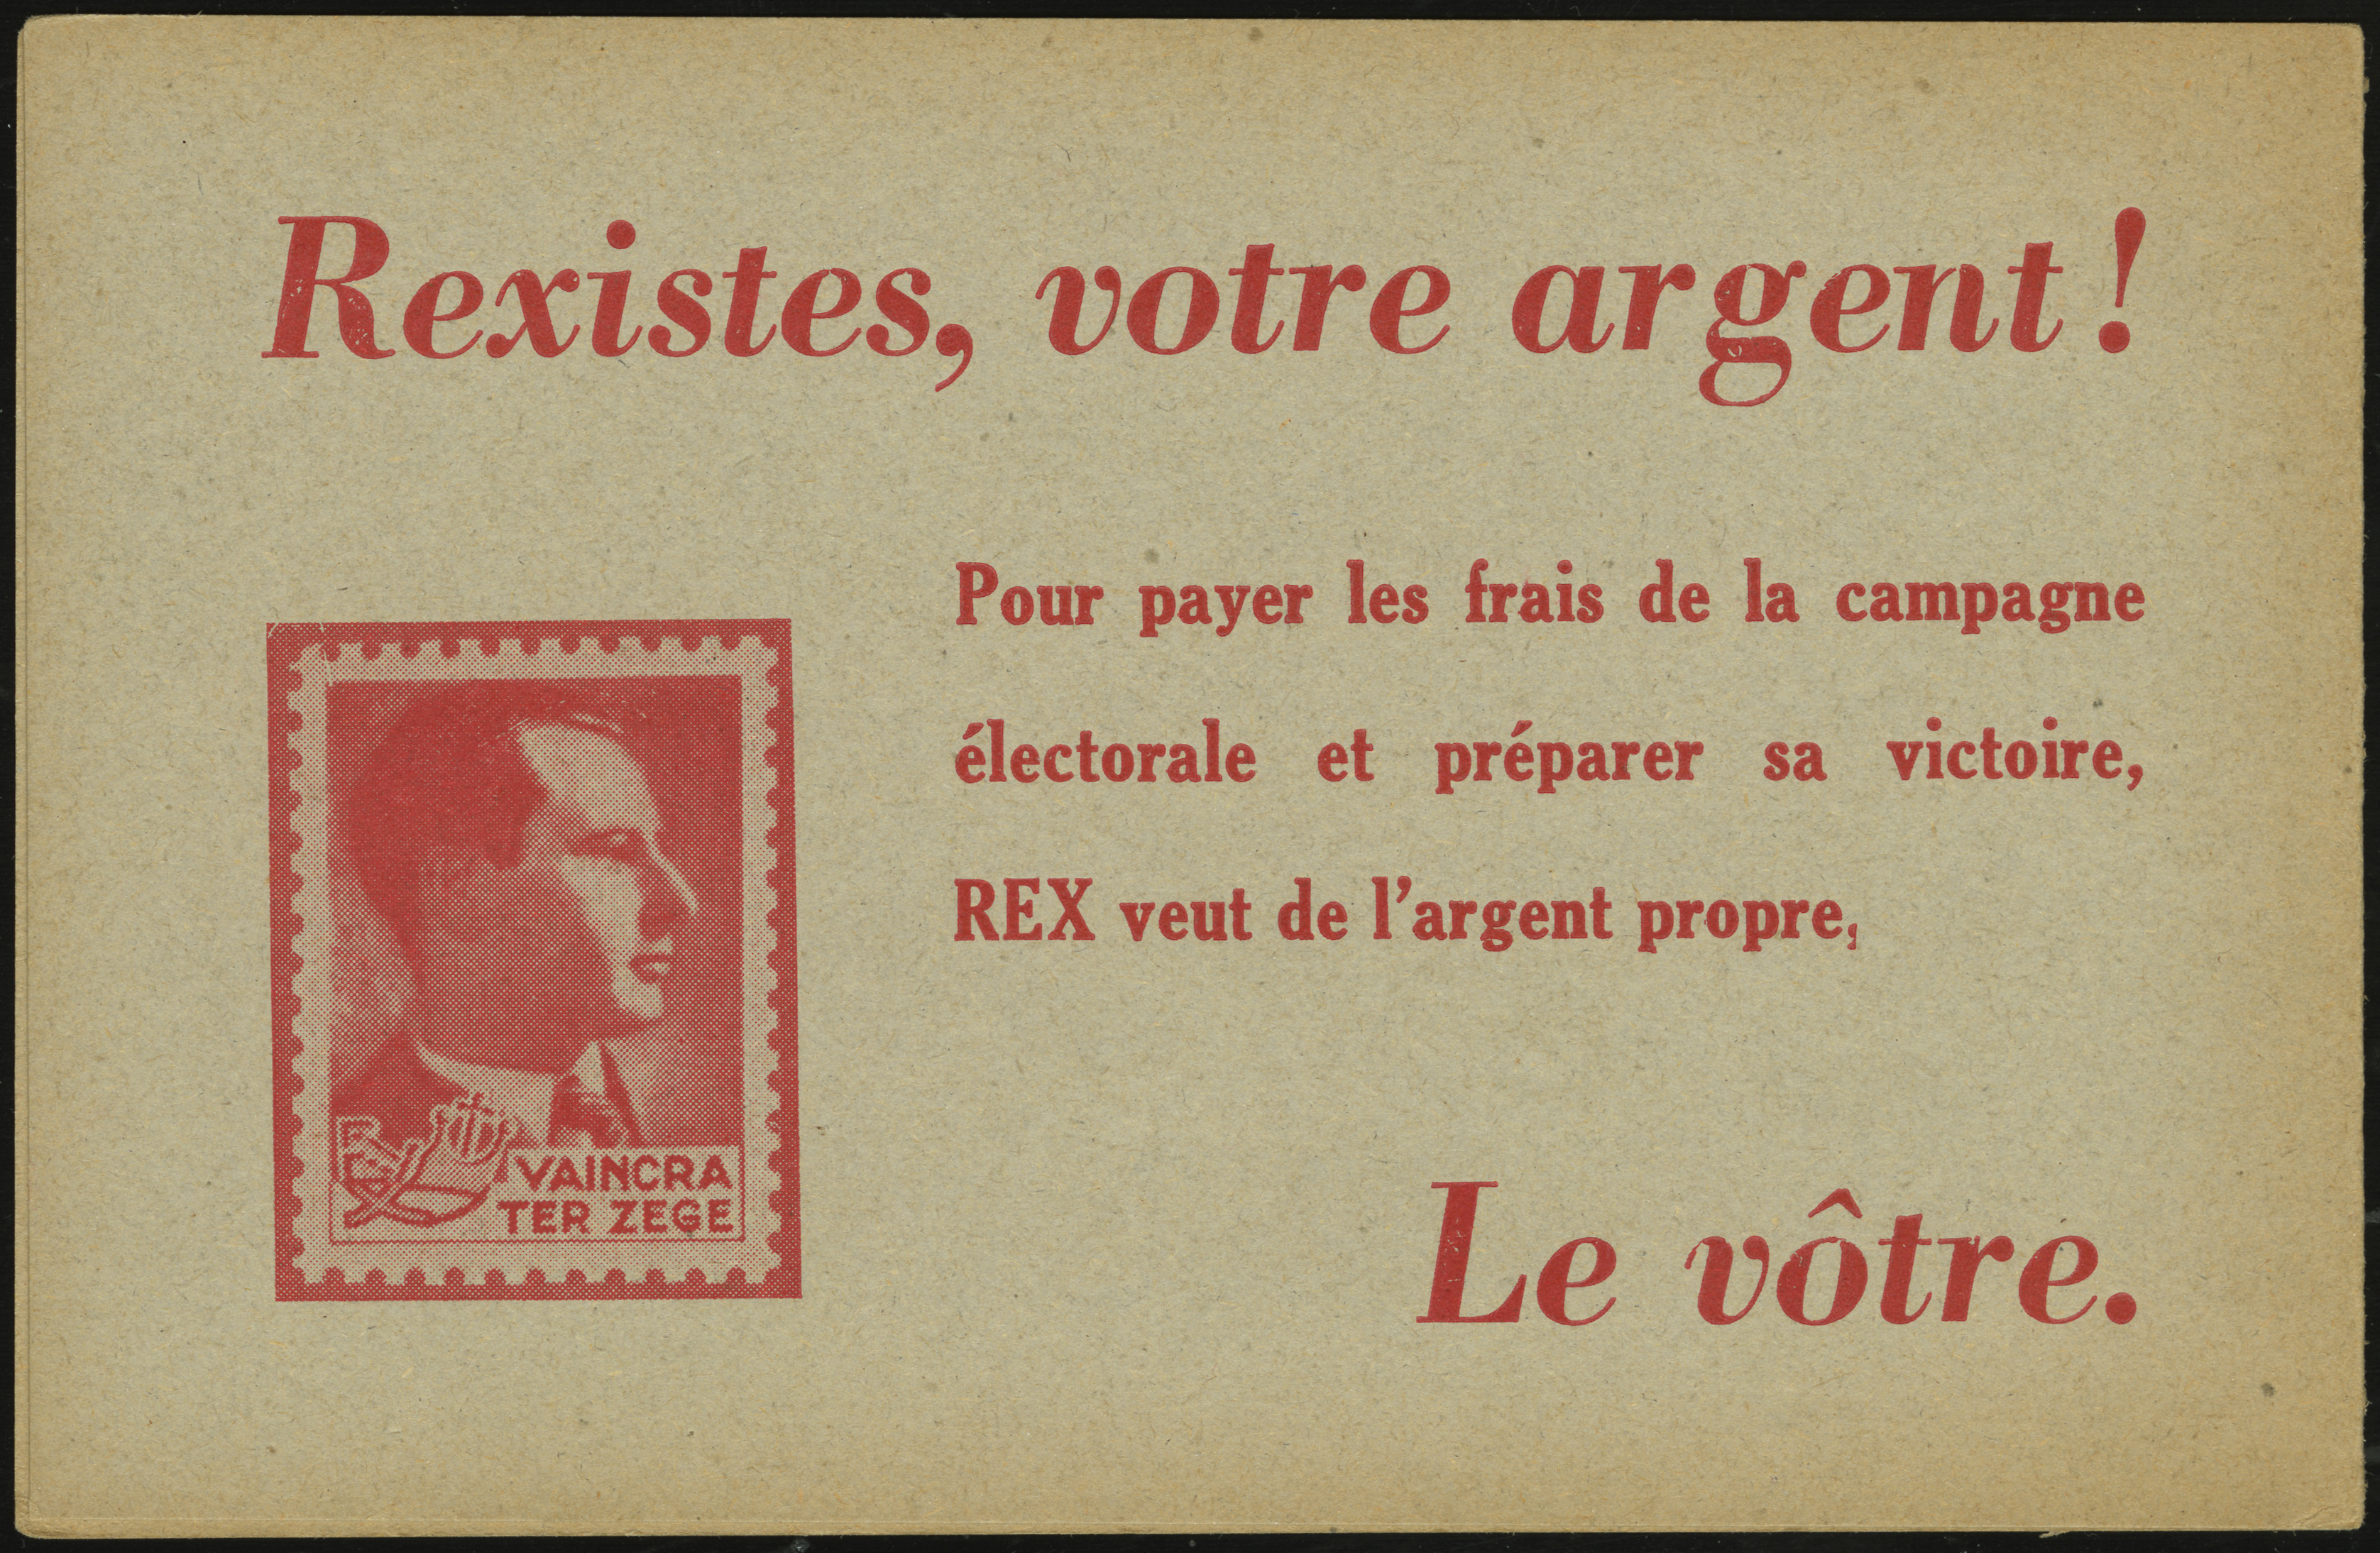 Rexistes, votre argent !
Pour payer les frais de la campagne
électorale et préparer sa victoire,
REX veut de l'argent propre,
REX VAINCRA
TER ZEGE
Le vôtre.